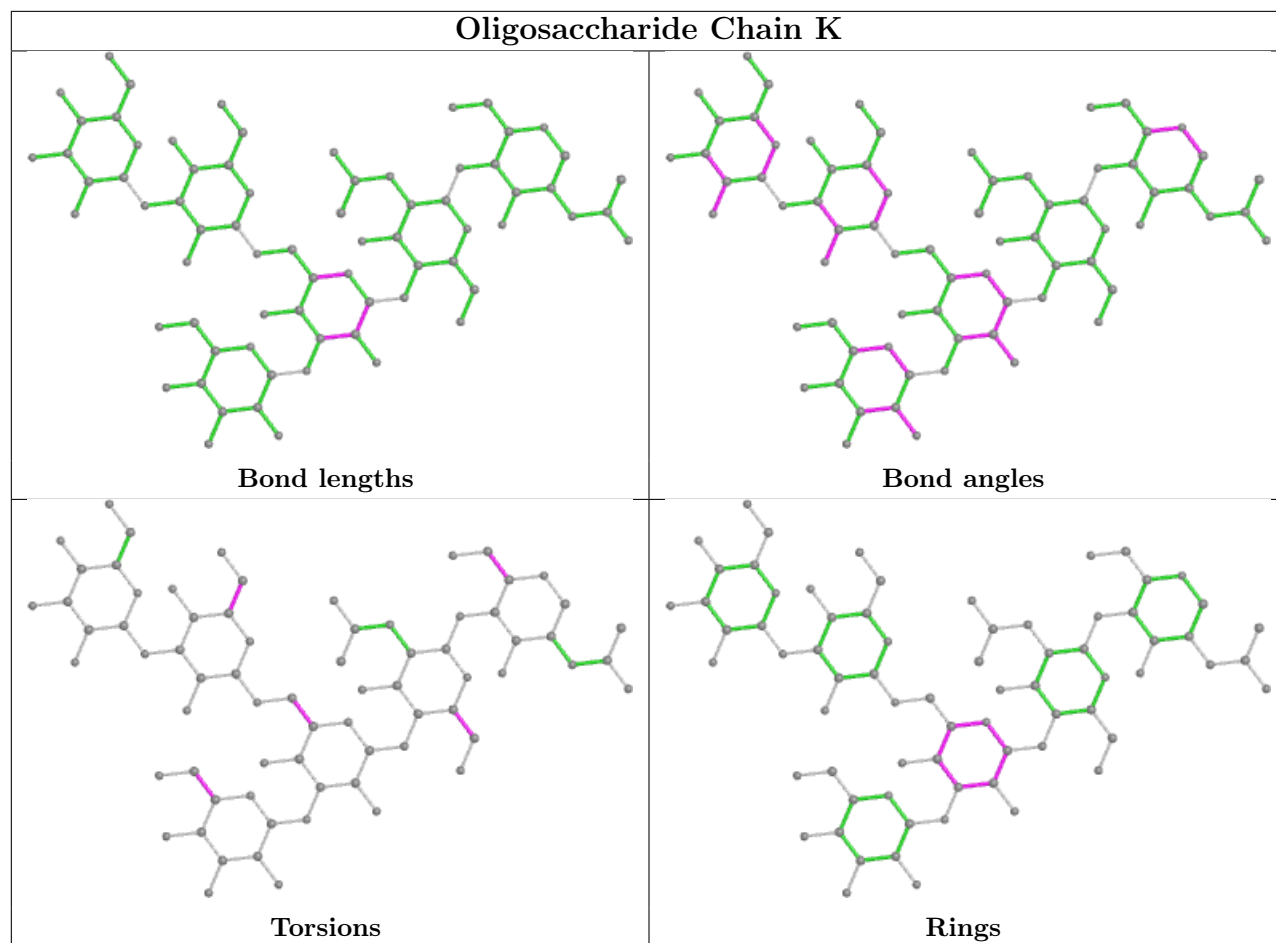 Oligosaccharide Chain K
Bond lengths
Bond angles
Torsions
Rings